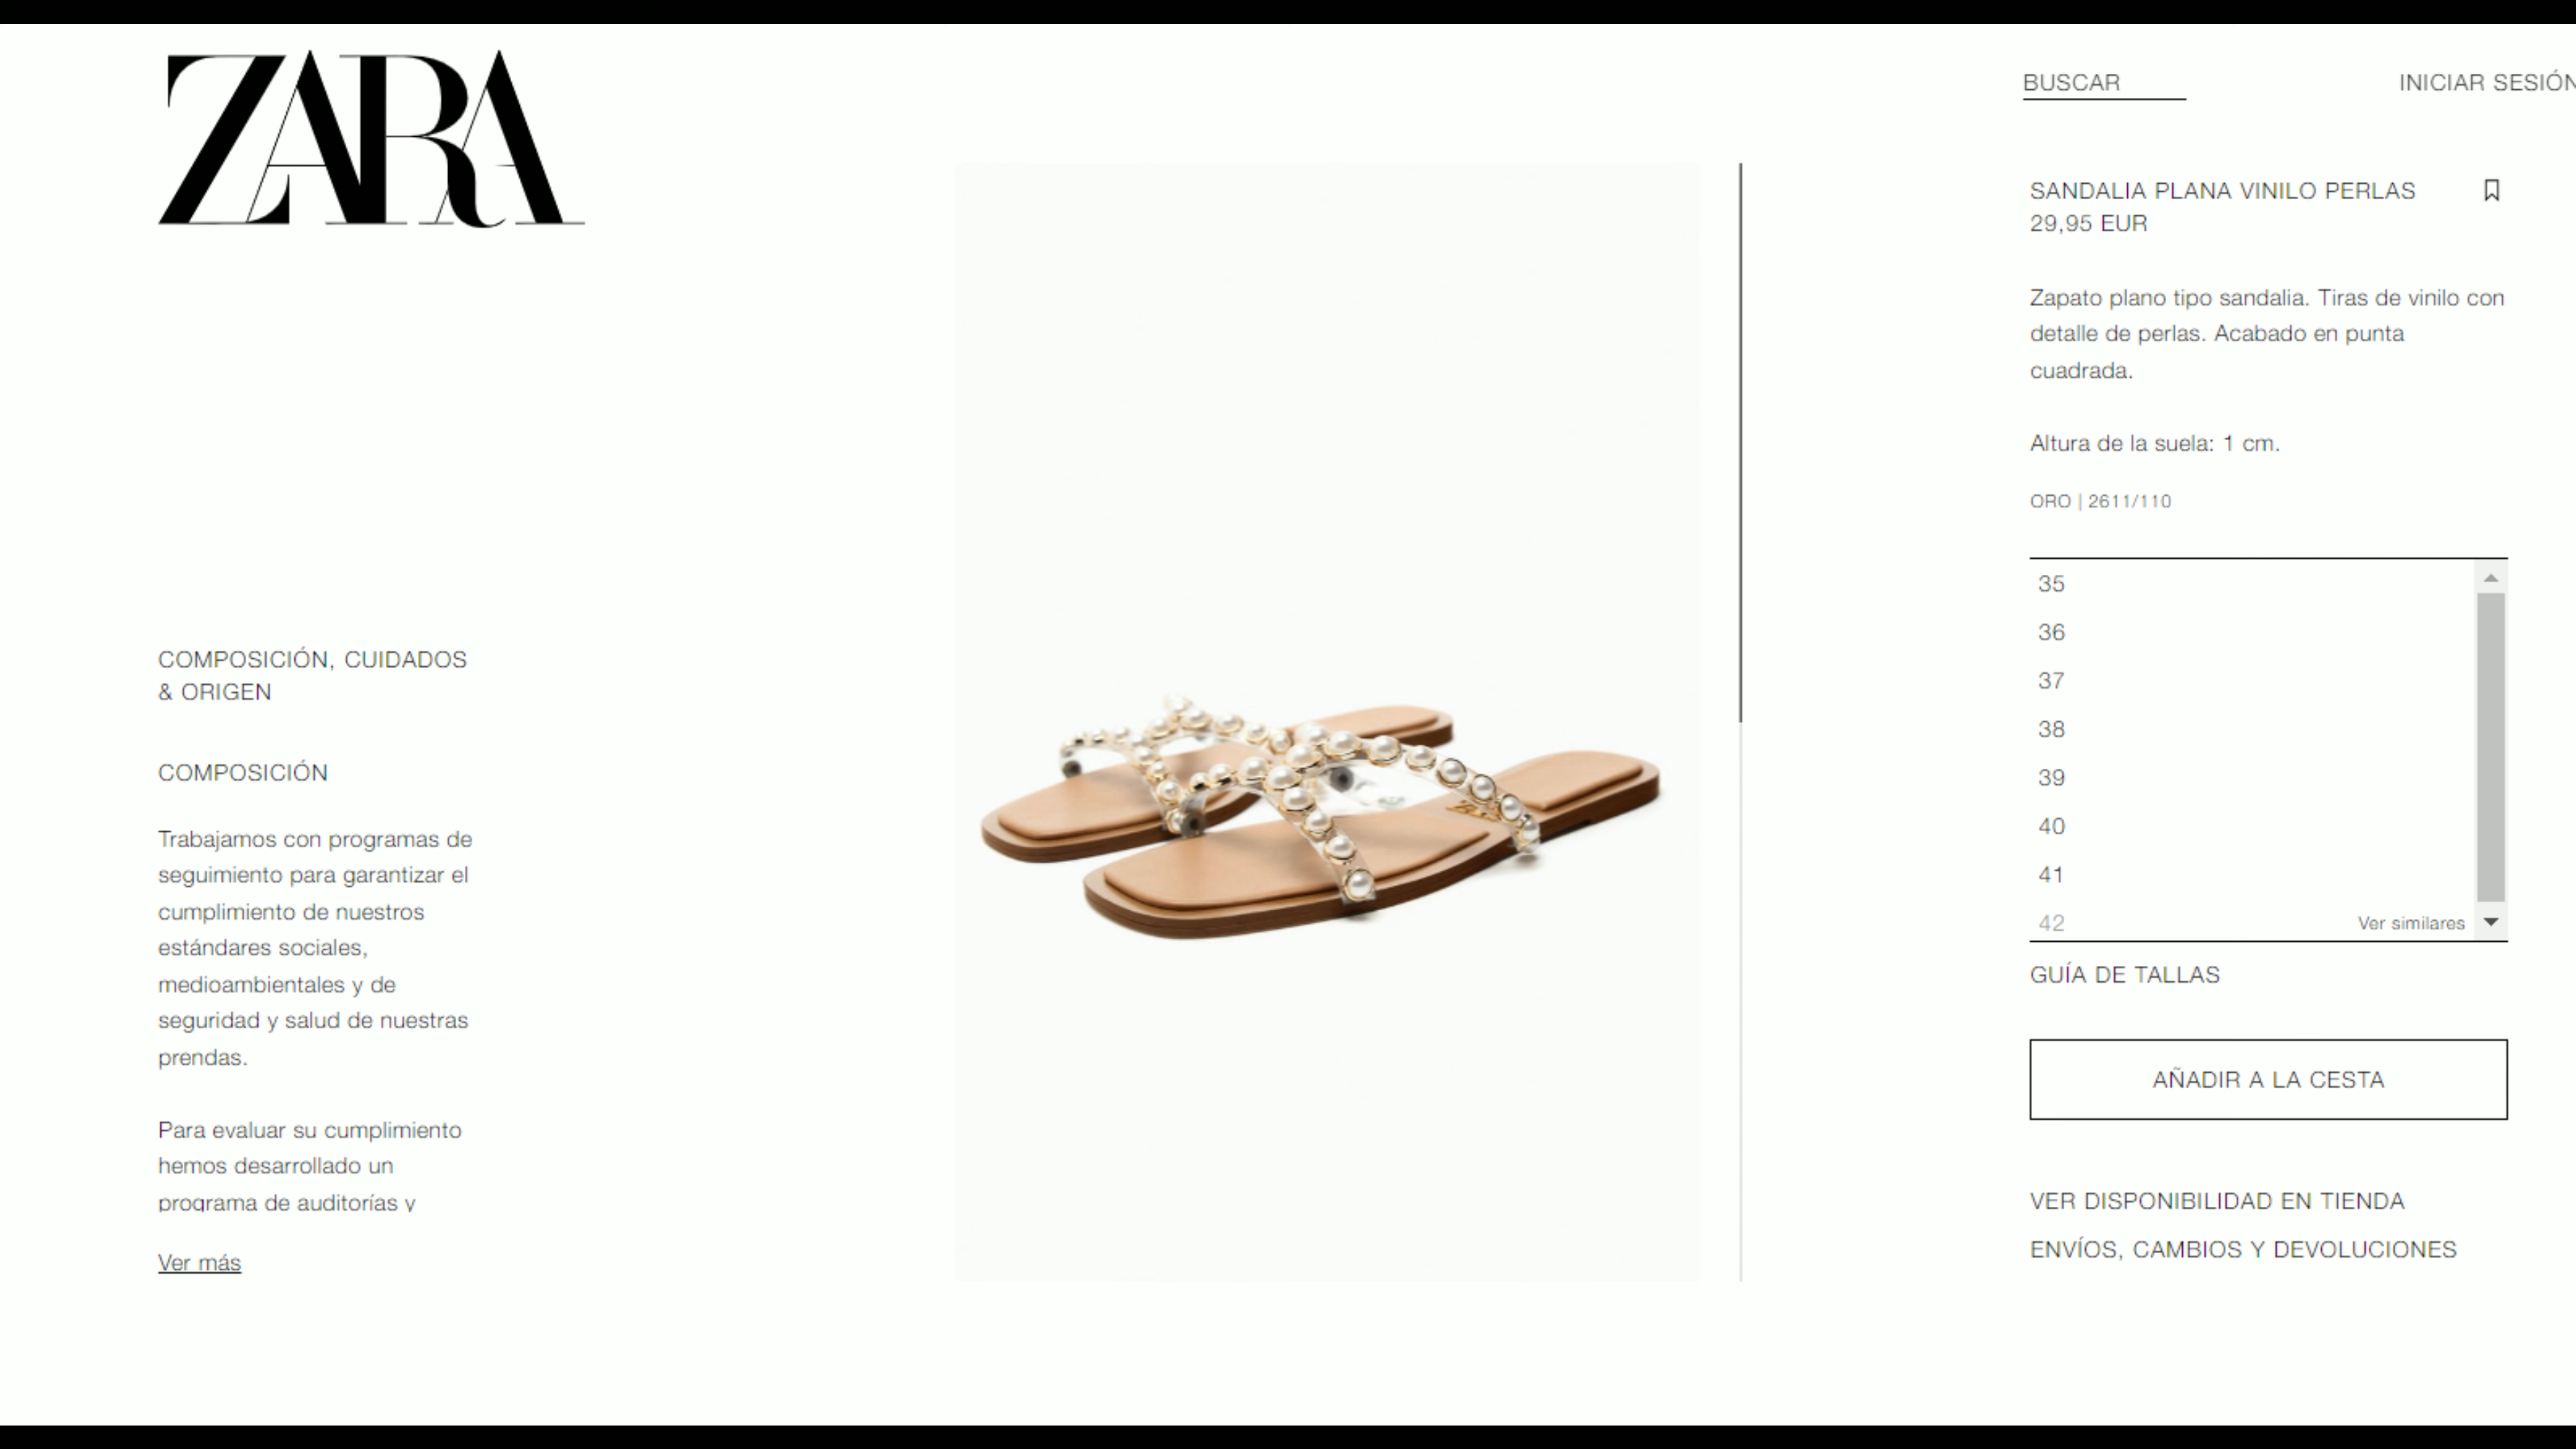 ZARA
BUSCAR
INICIAR SESIÓN
COMPOSICIÓN, CUIDADOS
& ORIGEN
COMPOSICIÓN
Trabajamos con programas de
seguimiento para garantizar el
cumplimiento de nuestros
estándares sociales,
medioambientales y de
seguridad y salud de nuestras
prendas.
Para evaluar su cumplimiento
hemos desarrollado un
programa de auditorías y
Ver más
SANDALIA PLANA VINILO PERLAS
29,95 EUR
Zapato plano tipo sandalia. Tiras de vinilo con
detalle de perlas. Acabado en punta
cuadrada.
Altura de la suela: 1 cm.
ORO | 2611/110
35
36
37
38
39
40
41
42 Ver similares
GUÍA DE TALLAS
AÑADIR A LA CESTA
VER DISPONIBILIDAD EN TIENDA
ENVÍOS, CAMBIOS Y DEVOLUCIONES